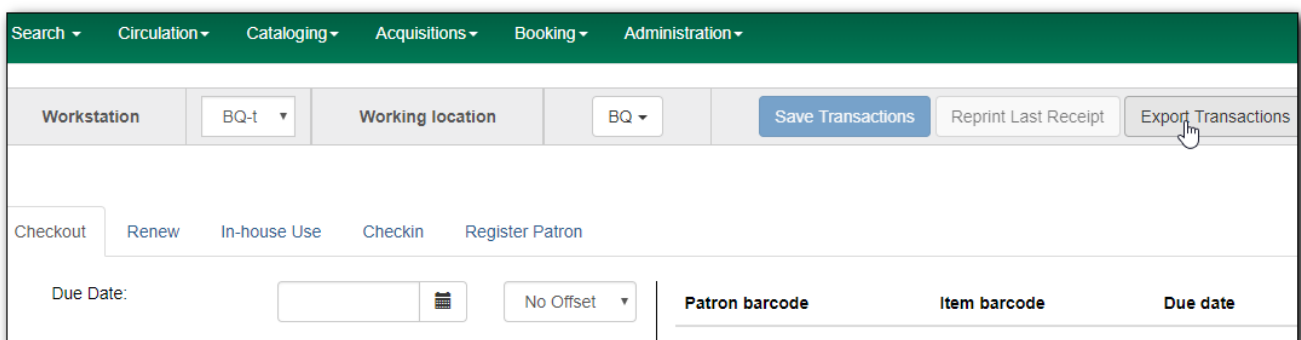 Search Circulation Cataloging Acquisitions Booking Administration
Workstation BQ-t Working location BQ Save Transactions Reprint Last Receipt Export Transactions
Checkout Renew In-house Use Checkin Register Patron
Due Date: No Offset Patron barcode Item barcode Due date